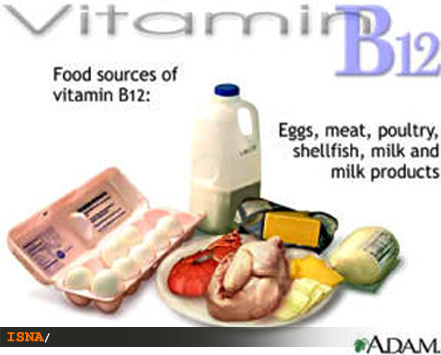 Vitamin B12
Food sources of
vitamin B12:
Eggs, meat, poultry,
shellfish, milk and
milk products
ISNA/
ADAM.